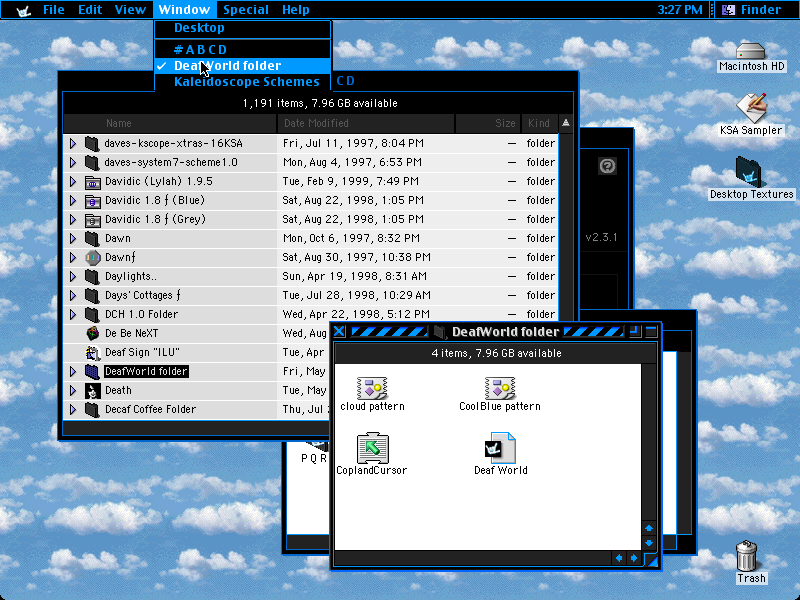 File Edit View Window Special Help 3:27 PM Finder
Desktop
#ABCD
✓ DeafWorld folder
Kaleidoscope Schemes
CD
1,191 items, 7.96 GB available
Name Date Modified Size Kind
daves-kscope-xtras-16KSA Fri, Jul 11, 1997, 8:04 PM — folder
daves-system7-scheme1.0 Mon, Aug 4, 1997, 6:53 PM — folder
Davidic (Lylah) 1.9.5 Tue, Feb 9, 1999, 7:49 PM — folder
Davidic 1.8 ƒ (Blue) Sat, Aug 22, 1998, 1:05 PM — folder
Davidic 1.8 ƒ (Grey) Sat, Aug 22, 1998, 1:05 PM — folder
Dawn Mon, Oct 6, 1997, 8:32 PM — folder
Dawnƒ Sat, Aug 30, 1997, 10:38 PM — folder
Daylights.. Sun, Apr 19, 1998, 8:31 AM — folder
Days' Cottages ƒ Tue, Jul 28, 1998, 10:29 AM — folder
DCH 1.0 Folder Wed, Apr 22, 1998, 5:12 PM — folder
De Be NeXT Wed, Aug
Deaf Sign "ILU" Tue, Apr
DeafWorld folder Fri, May
Death Tue, May
Decaf Coffee Folder Thu, Jul
v2.3.1
PQR
DeafWorld folder
4 items, 7.96 GB available
cloud pattern CoolBlue pattern
CoplandCursor Deaf World
Macintosh HD
KSA Sampler
Desktop Textures
Trash